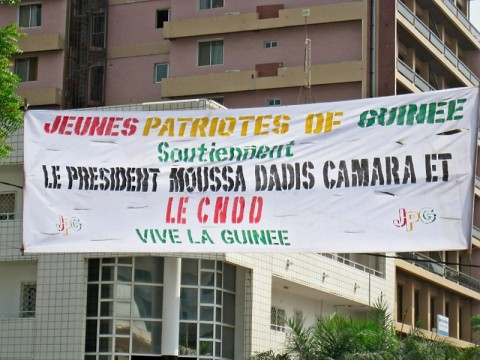 JEUNES PATRIOTES DE GUINEE
Soutiennent
LE PRESIDENT MOUSSA DADIS CAMARA ET
LE CNDD
VIVE LA GUINEE
JPG JPG